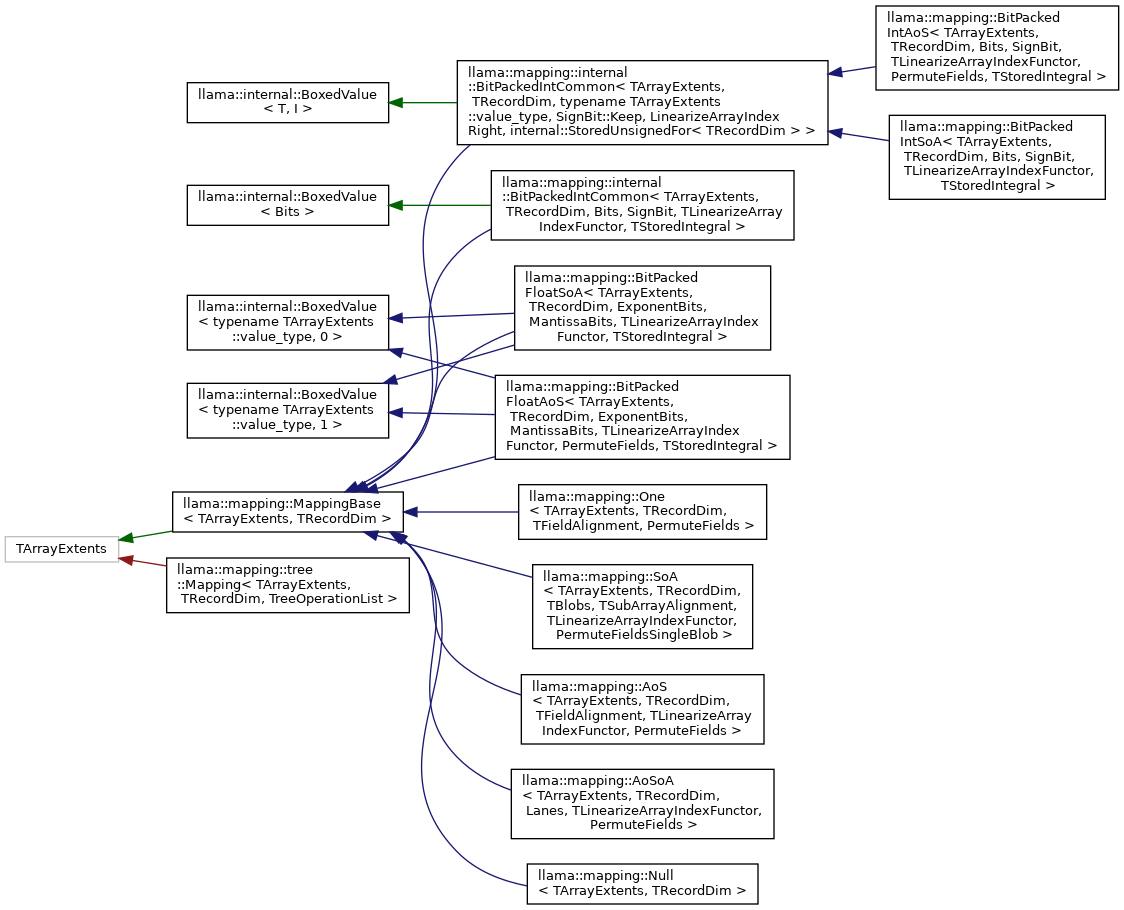 llama::mapping::BitPacked
IntAoS< TArrayExtents,
TRecordDim, Bits, SignBit,
TLinearizeArrayIndexFunctor,
PermuteFields, TStoredIntegral >
llama::mapping::internal
::BitPackedIntCommon< TArrayExtents,
TRecordDim, typename TArrayExtents
::value_type, SignBit::Keep, LinearizeArrayIndex
Right, internal::StoredUnsignedFor< TRecordDim > >
llama::internal::BoxedValue
< T, I >
llama::mapping::BitPacked
IntSoA< TArrayExtents,
TRecordDim, Bits, SignBit,
TLinearizeArrayIndexFunctor,
TStoredIntegral >
llama::mapping::internal
::BitPackedIntCommon< TArrayExtents,
TRecordDim, Bits, SignBit, TLinearizeArray
IndexFunctor, TStoredIntegral >
llama::internal::BoxedValue
< Bits >
llama::mapping::BitPacked
FloatSoA< TArrayExtents,
TRecordDim, ExponentBits,
MantissaBits, TLinearizeArrayIndex
Functor, TStoredIntegral >
llama::internal::BoxedValue
< typename TArrayExtents
::value_type, 0 >
llama::mapping::BitPacked
FloatAoS< TArrayExtents,
TRecordDim, ExponentBits,
MantissaBits, TLinearizeArrayIndex
Functor, PermuteFields, TStoredIntegral >
llama::internal::BoxedValue
< typename TArrayExtents
::value_type, 1 >
llama::mapping::MappingBase
< TArrayExtents, TRecordDim >
llama::mapping::One
< TArrayExtents, TRecordDim,
TFieldAlignment, PermuteFields >
TArrayExtents
llama::mapping::tree
::Mapping< TArrayExtents,
TRecordDim, TreeOperationList >
llama::mapping::SoA
< TArrayExtents, TRecordDim,
TBlobs, TSubArrayAlignment,
TLinearizeArrayIndexFunctor,
PermuteFieldsSingleBlob >
llama::mapping::AoS
< TArrayExtents, TRecordDim,
TFieldAlignment, TLinearizeArray
IndexFunctor, PermuteFields >
llama::mapping::AoSoA
< TArrayExtents, TRecordDim,
Lanes, TLinearizeArrayIndexFunctor,
PermuteFields >
llama::mapping::Null
< TArrayExtents, TRecordDim >